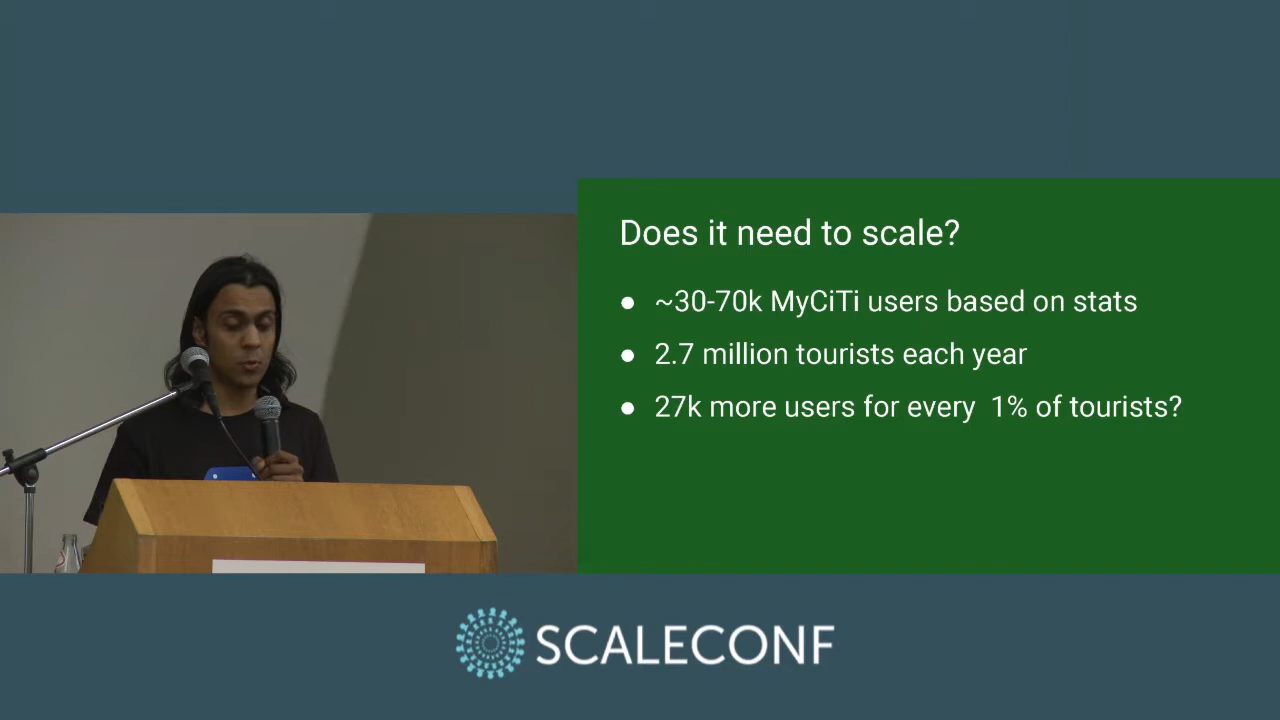 Does it need to scale?
● ~30-70k MyCiTi users based on stats
● 2.7 million tourists each year
● 27k more users for every  1% of tourists?
SCALECONF